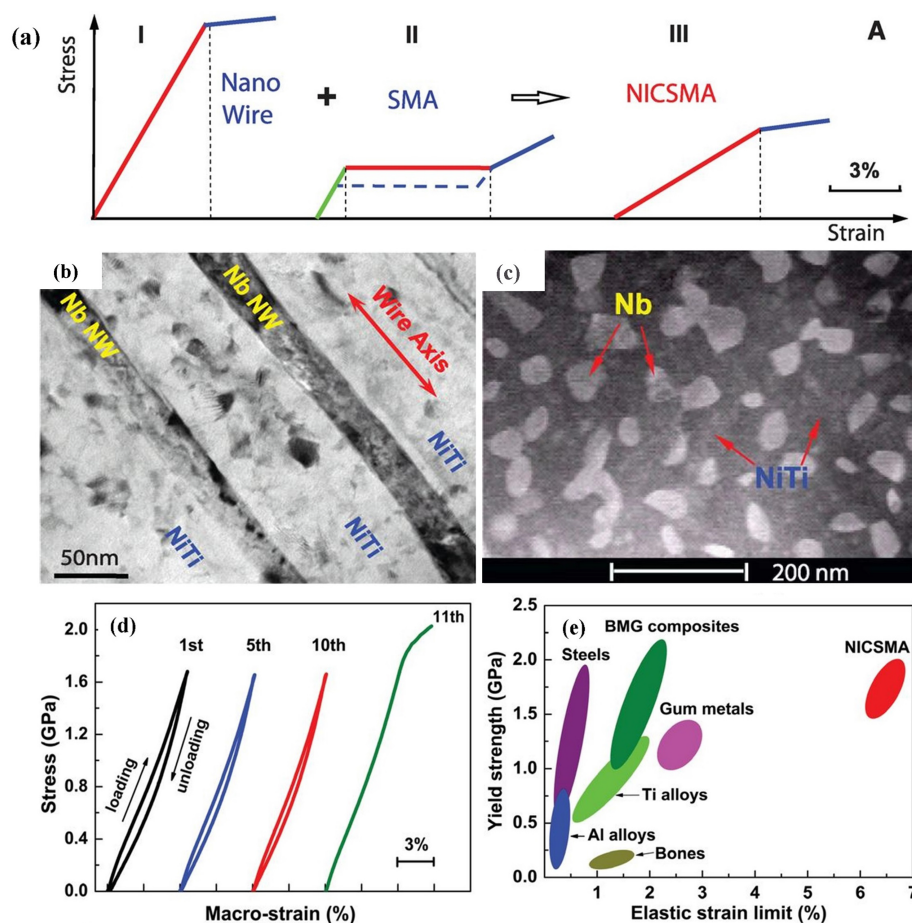 (a)
Stress
I
II
III
A
Nano
Wire
+
SMA
NICSMA
3%
Strain
(b)
Nb NW
Nb NW
Wire Axis
NiTi
NiTi
NiTi
50nm
(c)
Nb
NiTi
200 nm
(d)
Stress (GPa)
2.0
1.6
1.2
0.8
0.4
0.0
1st
5th
10th
11th
loading
unloading
3%
Macro-strain (%)
(e)
Yield strength (GPa)
2.5
2.0
1.5
1.0
0.5
0.0
BMG composites
Steels
NICSMA
Gum metals
Ti alloys
Al alloys
Bones
1 2 3 4 5 6 7
Elastic strain limit (%)